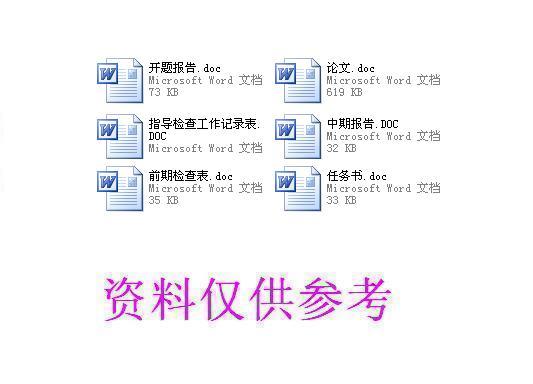 开题报告.doc
Microsoft Word 文档
73 KB
论文.doc
Microsoft Word 文档
619 KB
指导检查工作记录表.
DOC
Microsoft Word 文档
中期报告.DOC
Microsoft Word 文档
32 KB
前期检查表.doc
Microsoft Word 文档
35 KB
任务书.doc
Microsoft Word 文档
33 KB
资料仅供参考